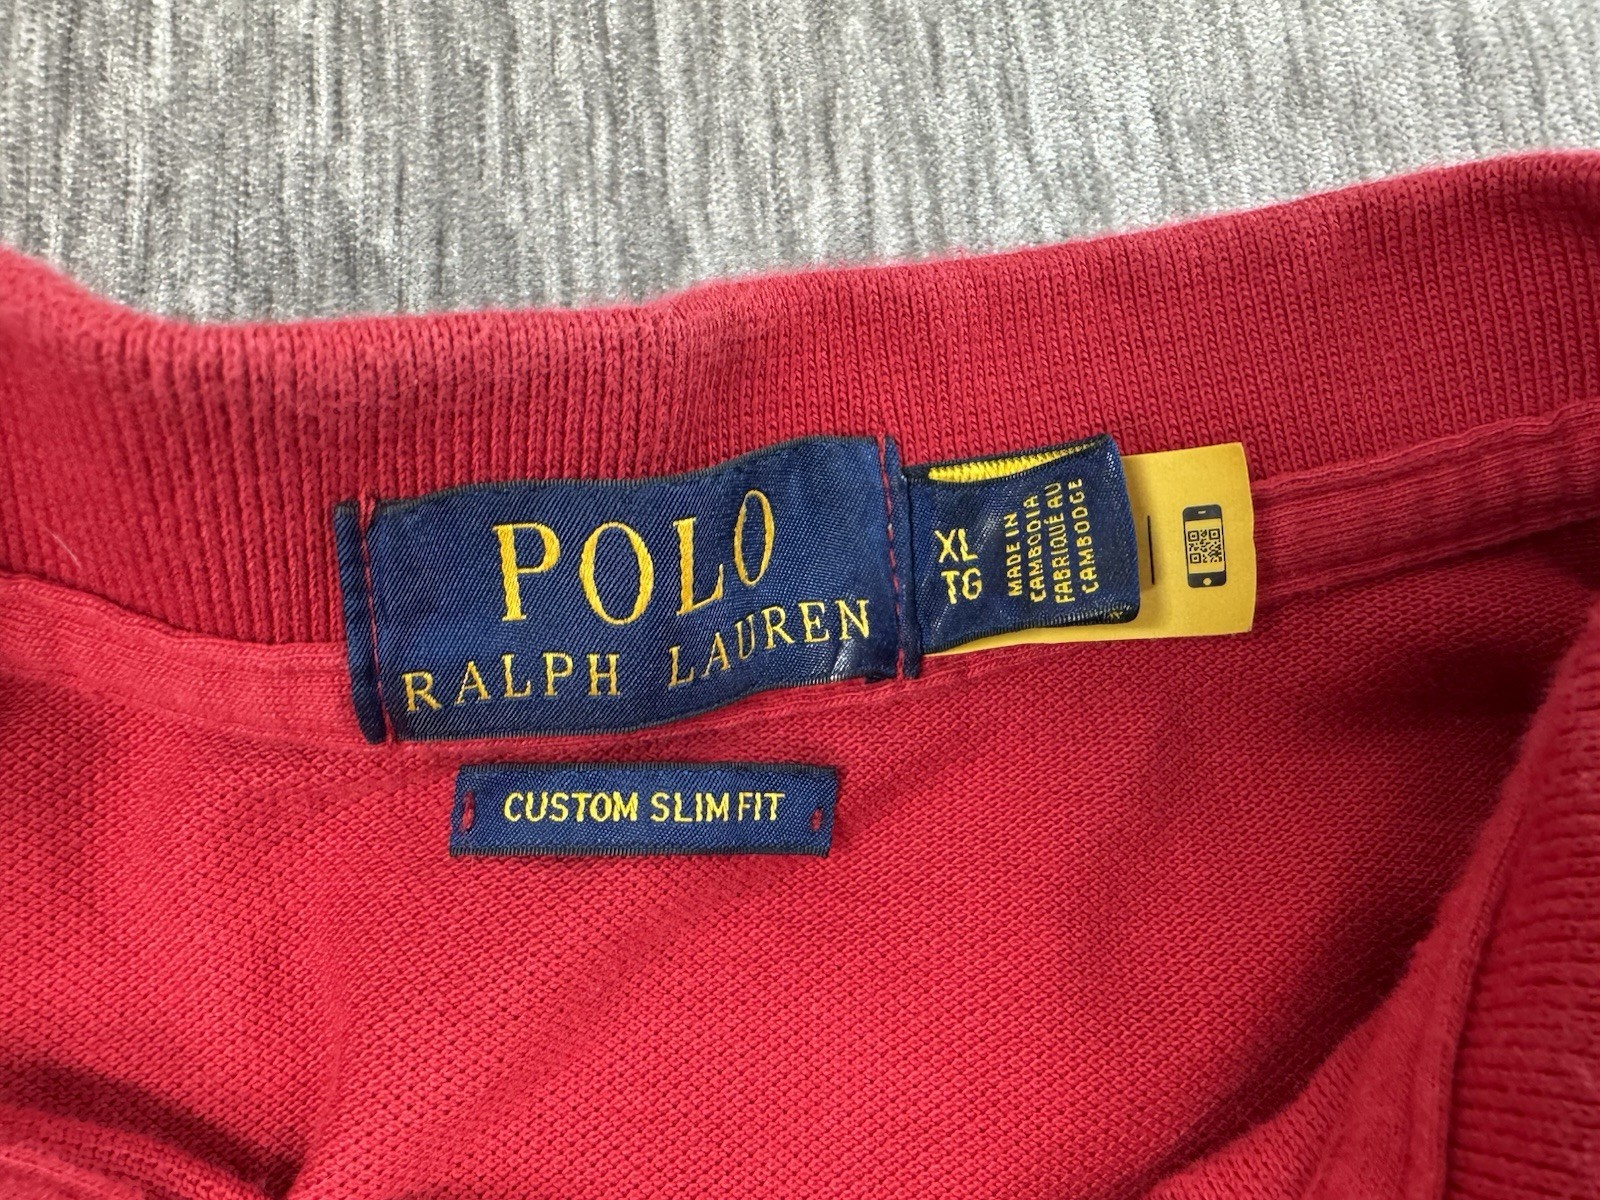 POLO
RALPH LAUREN
XL
TG
MADE IN
CAMBODIA
FABRIQUÉ AU
CAMBODGE
CUSTOM SLIM FIT